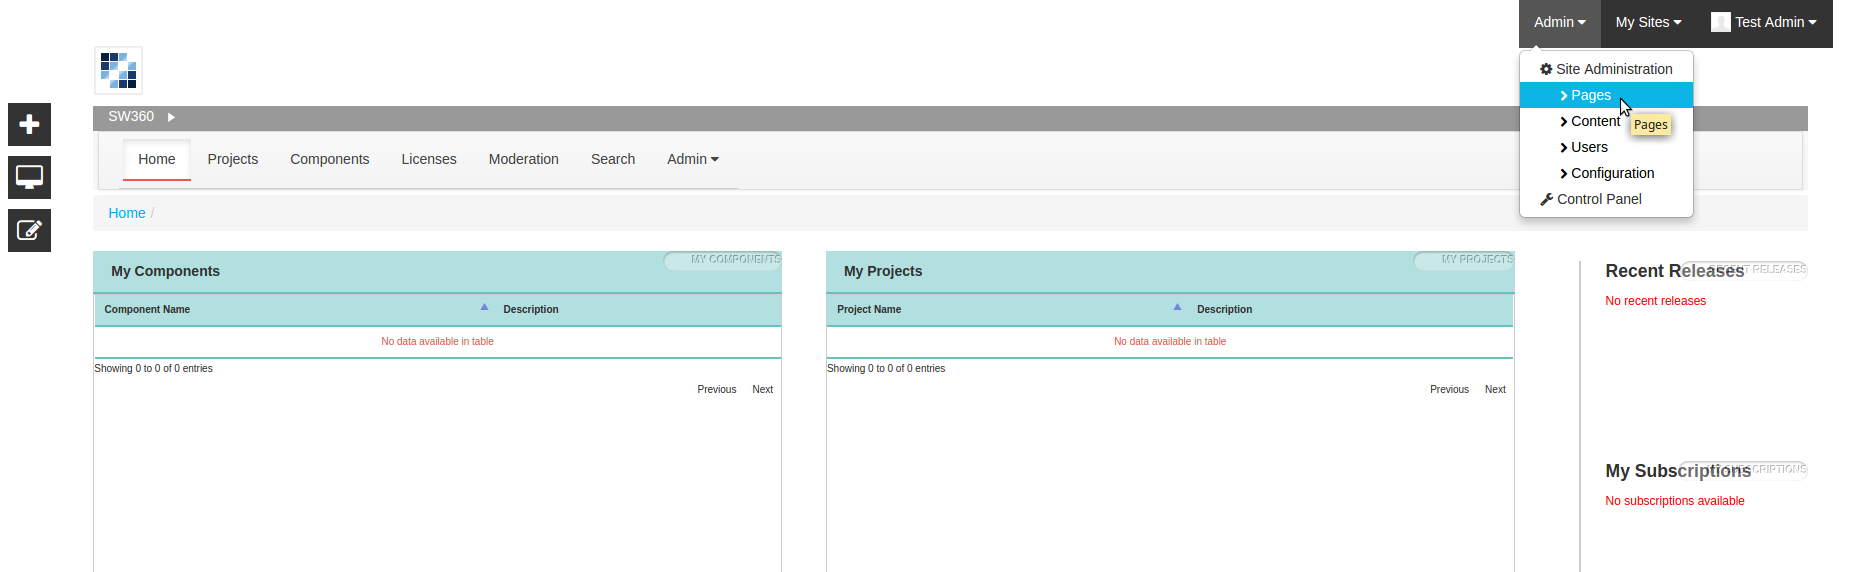 Admin My Sites Test Admin
Site Administration
Pages
Content
Pages
Users
Configuration
Control Panel
SW360
Home Projects Components Licenses Moderation Search Admin
Home /
My Components
MY COMPONENTS
Component Name Description
No data available in table
Showing 0 to 0 of 0 entries
Previous Next
My Projects
MY PROJECTS
Project Name Description
No data available in table
Showing 0 to 0 of 0 entries
Previous Next
Recent Releases
RECENT RELEASES
No recent releases
My Subscriptions
MY SUBSCRIPTIONS
No subscriptions available